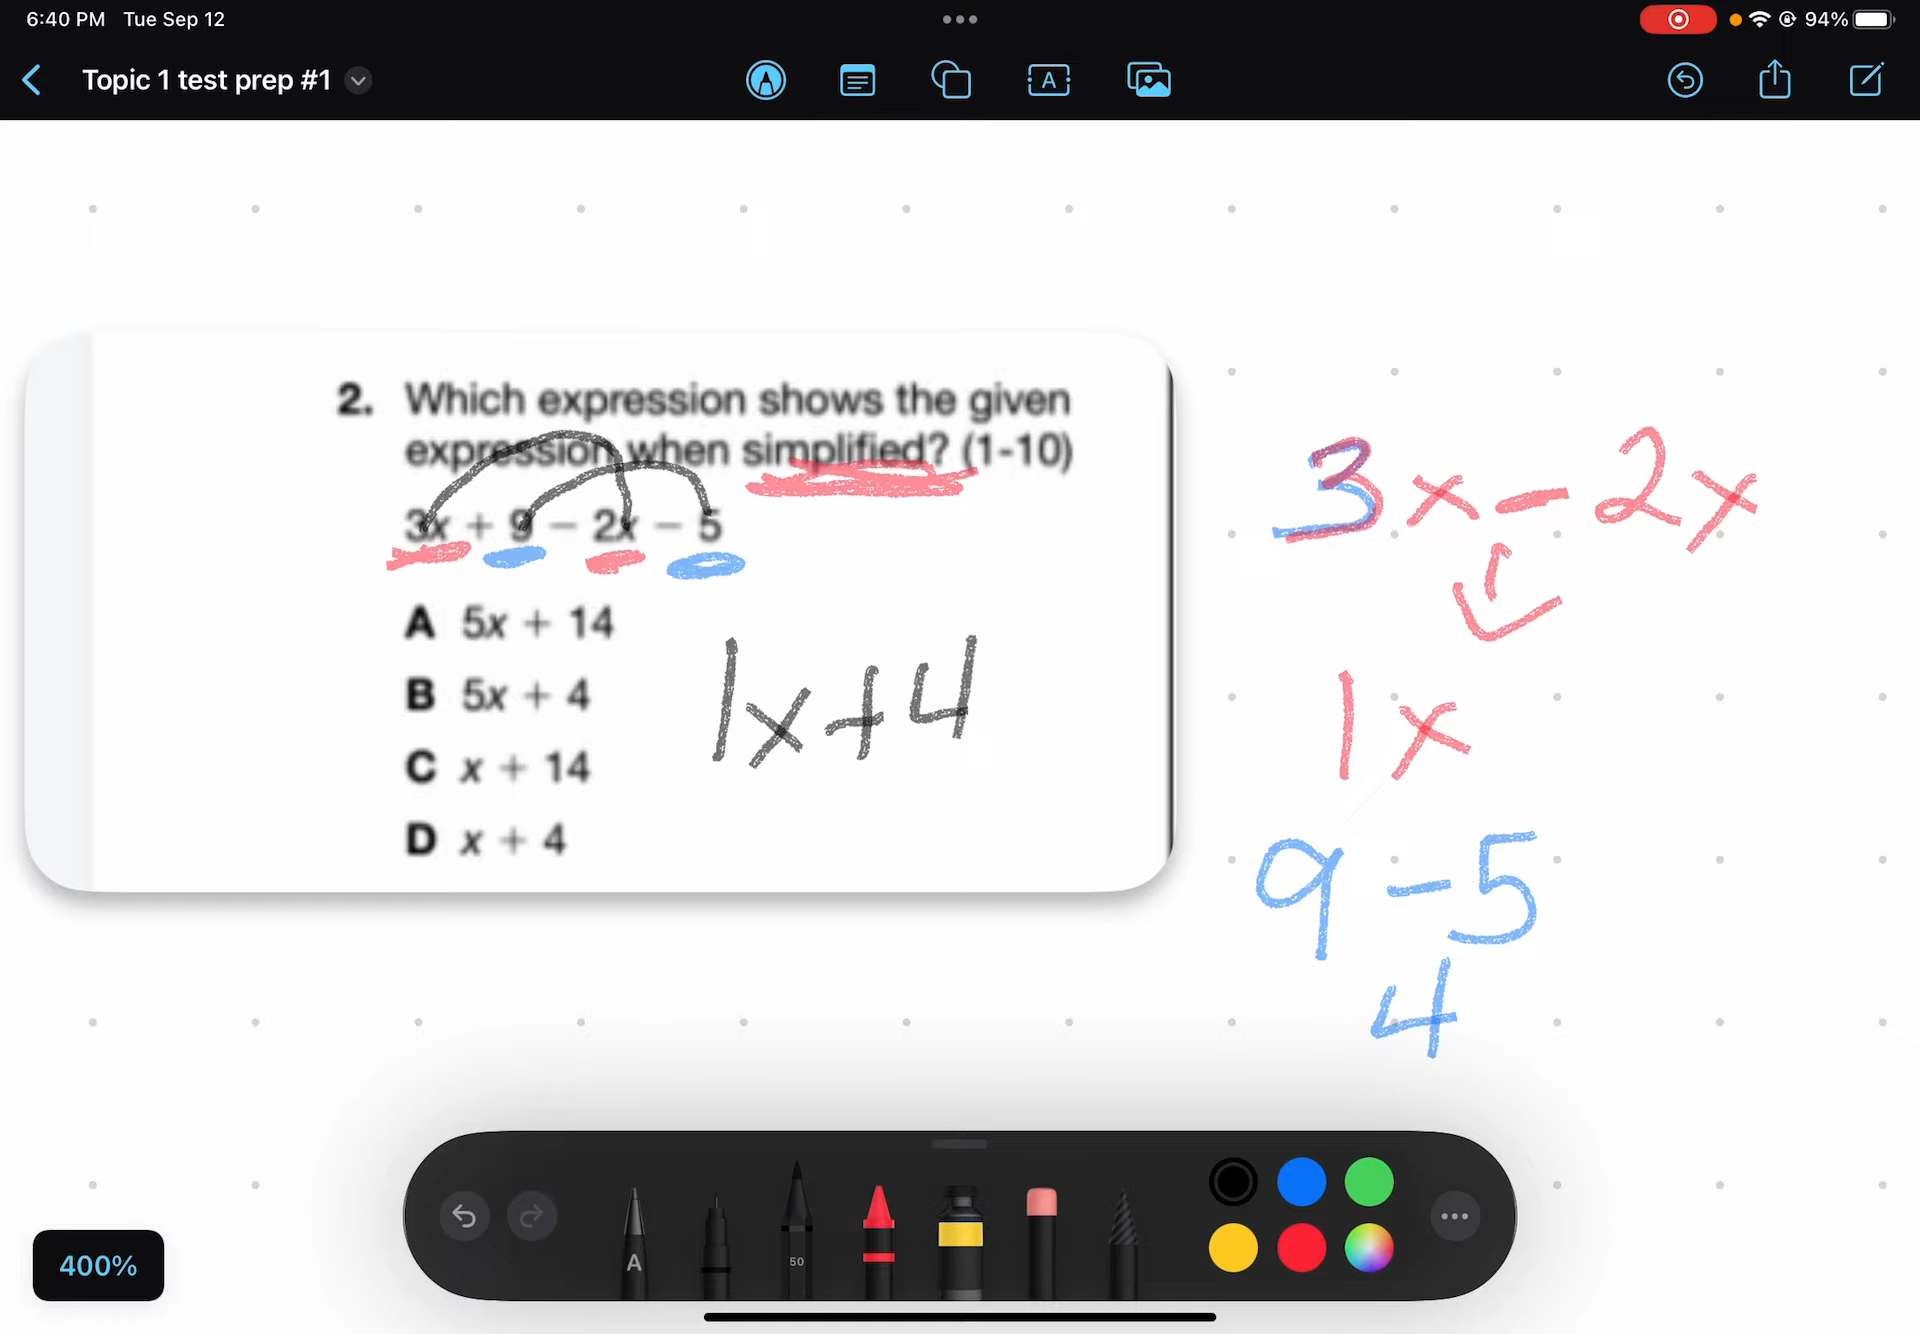 6:40 PM Tue Sep 12
94%
Topic 1 test prep #1
A
2. Which expression shows the given
expression when simplified? (1-10)
3x + 9 − 2x − 5
A 5x + 14
B 5x + 4
C x + 14
D x + 4
1x+4
3x-2x
1x
9-5
4
A
50
400%